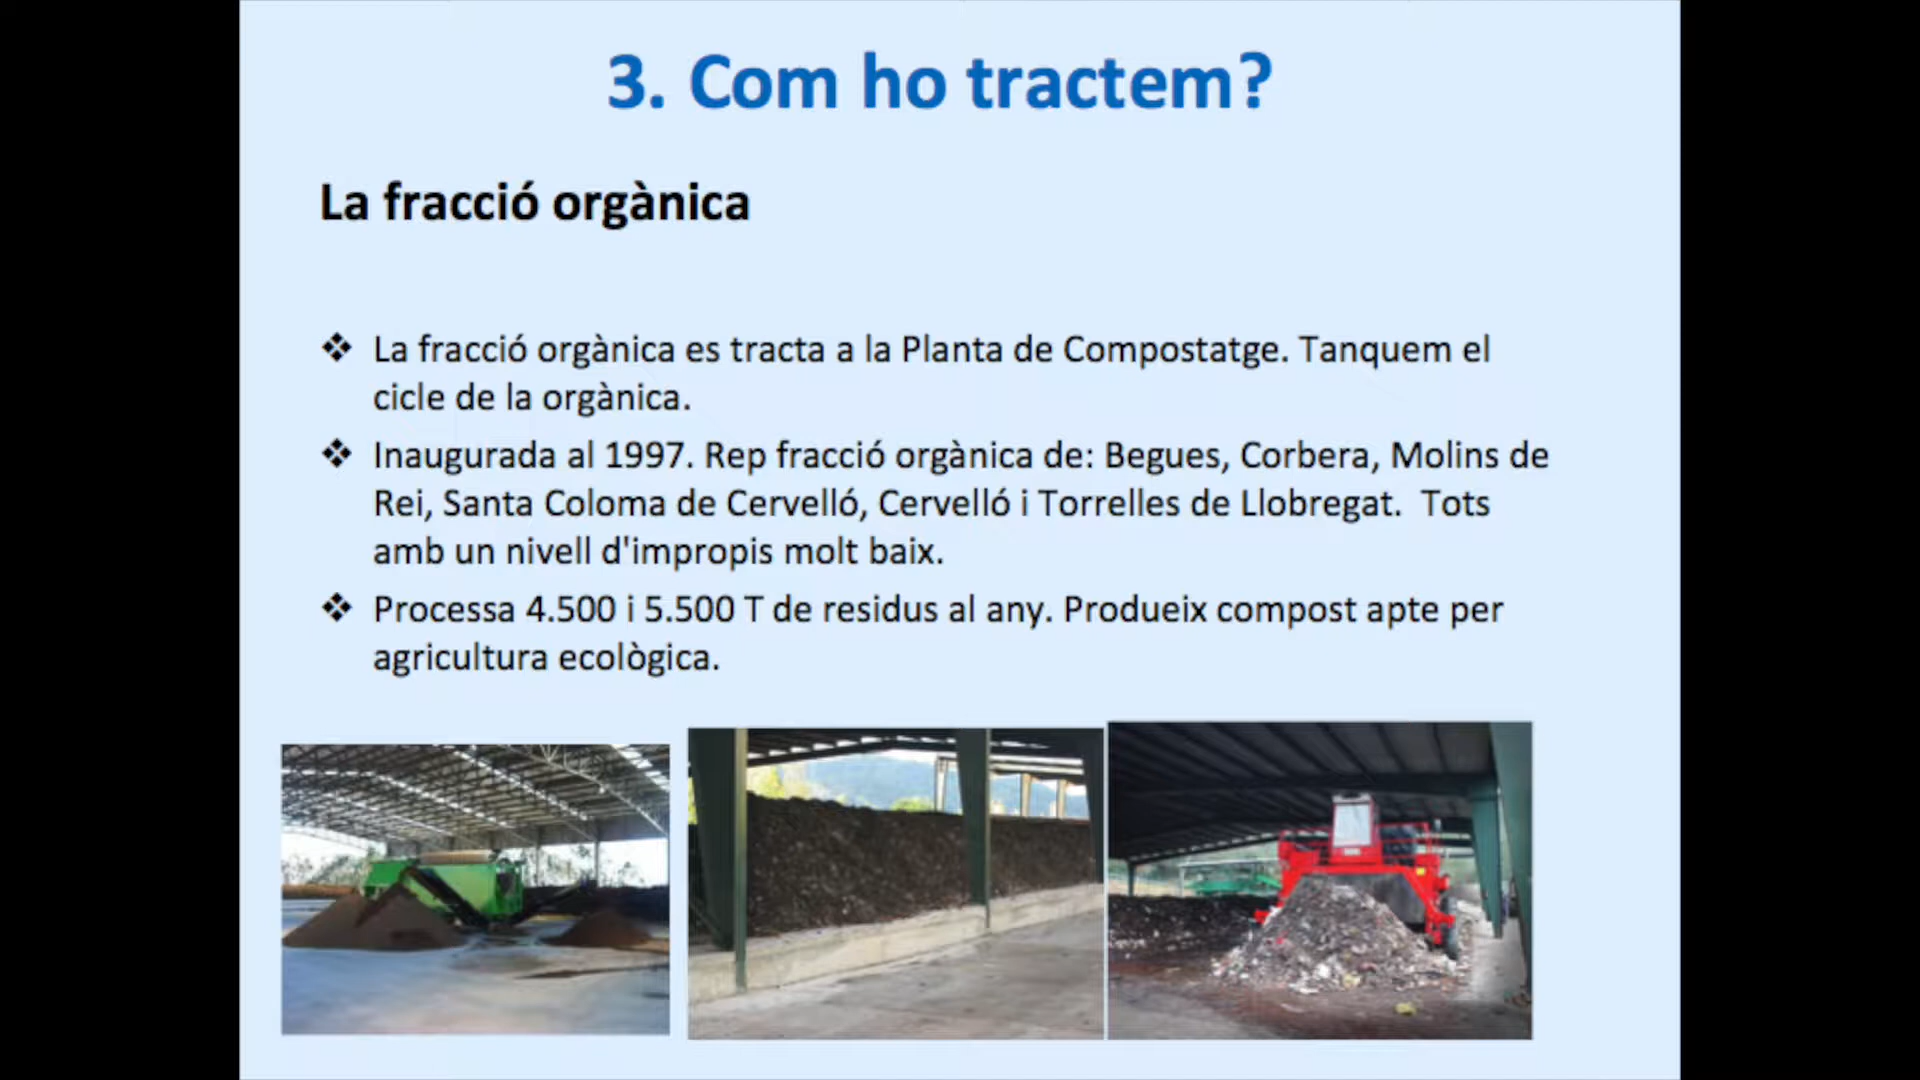 3. Com ho tractem?
La fracció orgànica
❖ La fracció orgànica es tracta a la Planta de Compostatge. Tanquem el
cicle de la orgànica.
❖ Inaugurada al 1997. Rep fracció orgànica de: Begues, Corbera, Molins de
Rei, Santa Coloma de Cervelló, Cervelló i Torrelles de Llobregat.  Tots
amb un nivell d'impropis molt baix.
❖ Processa 4.500 i 5.500 T de residus al any. Produeix compost apte per
agricultura ecològica.